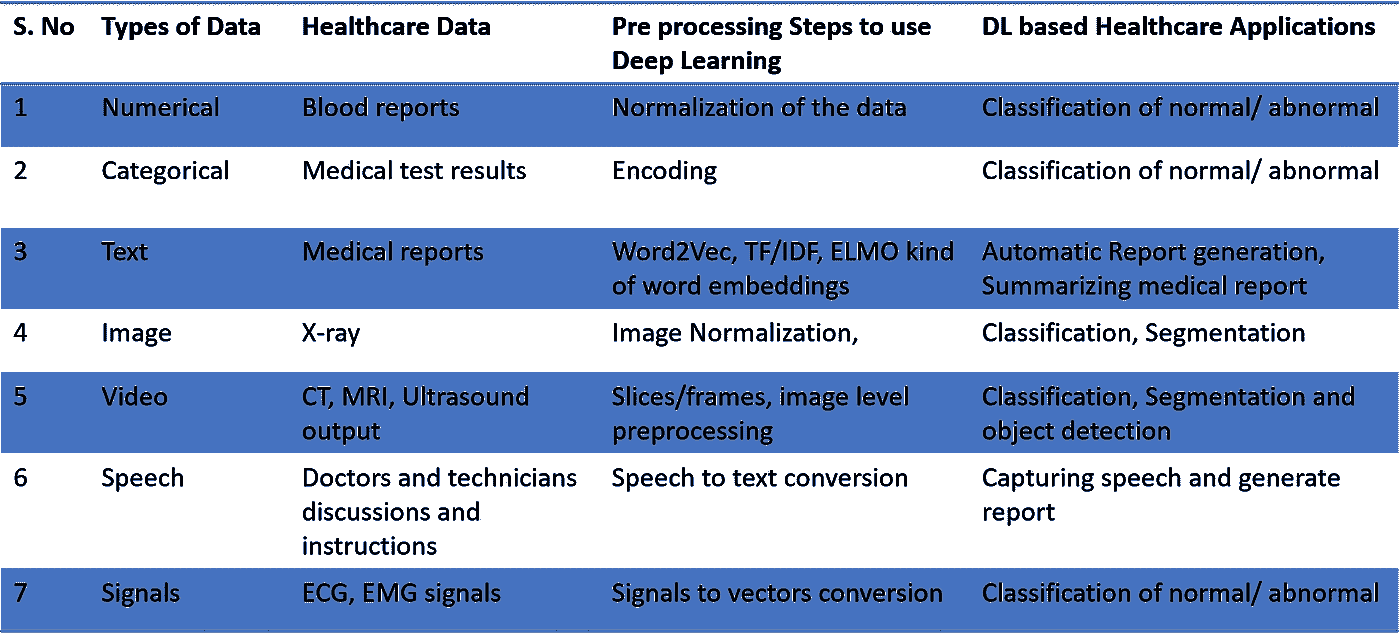 S. No Types of Data Healthcare Data Pre processing Steps to use DL based Healthcare Applications
Deep Learning
1 Numerical Blood reports Normalization of the data Classification of normal/ abnormal
2 Categorical Medical test results Encoding Classification of normal/ abnormal
3 Text Medical reports Word2Vec, TF/IDF, ELMO kind Automatic Report generation,
of word embeddings Summarizing medical report
4 Image X-ray Image Normalization, Classification, Segmentation
5 Video CT, MRI, Ultrasound Slices/frames, image level Classification, Segmentation and
output preprocessing object detection
6 Speech Doctors and technicians Speech to text conversion Capturing speech and generate
discussions and report
instructions
7 Signals ECG, EMG signals Signals to vectors conversion Classification of normal/ abnormal